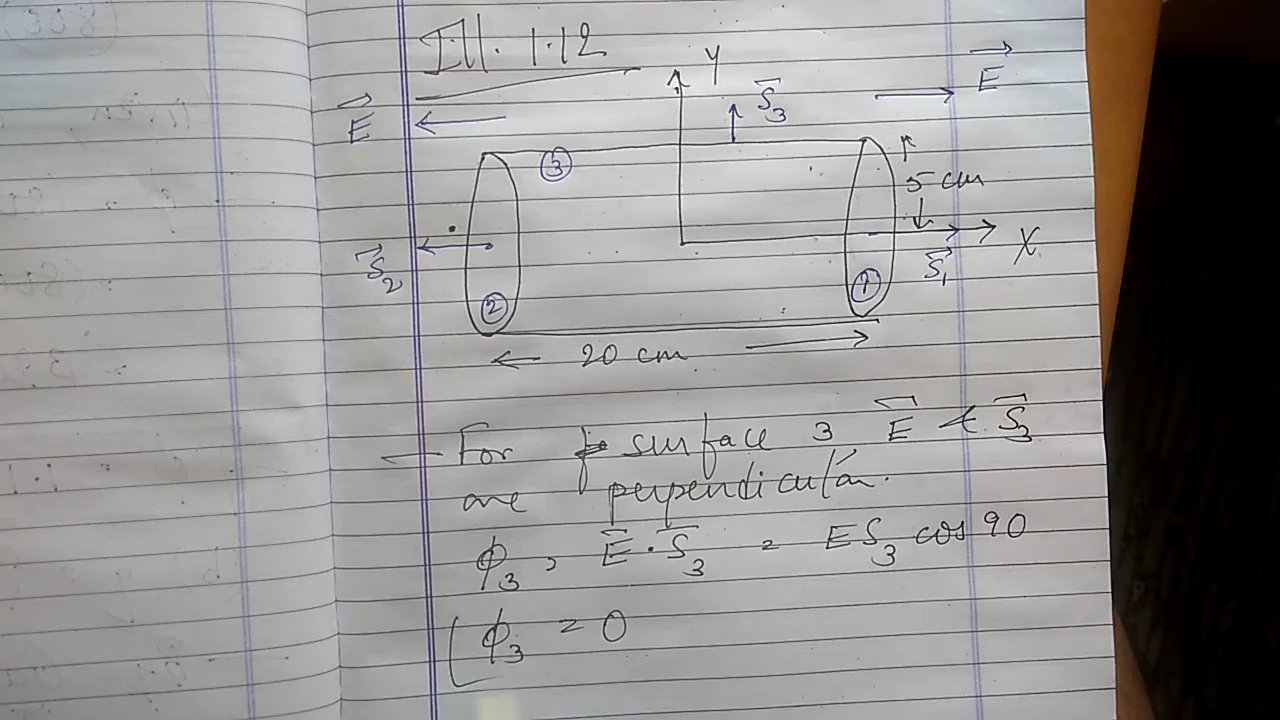 Ill. 1.12
Y
E
S3
E
3
5 cm
S2
X
S1
2
1
20 cm
For surface 3 E & S3
are perpendicular.
ϕ3 = E · S3 = ES3 cos 90
ϕ3 = 0